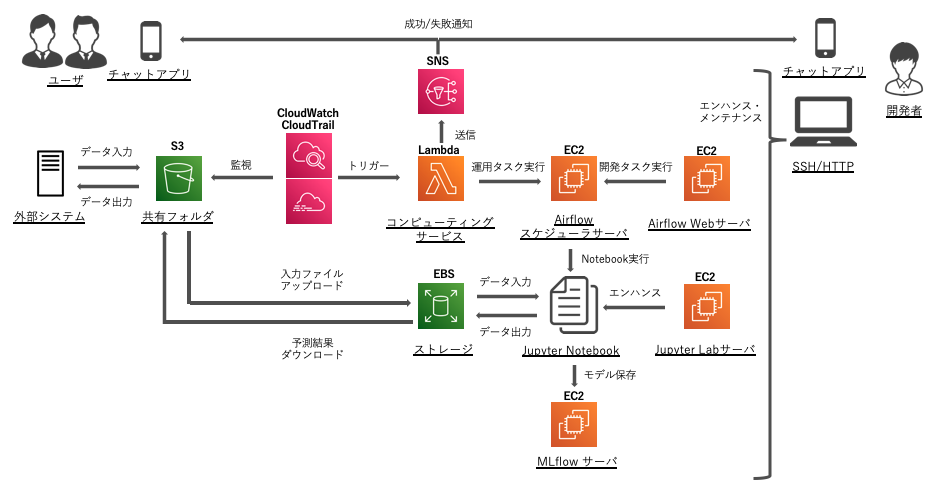 成功/失敗通知
ユーザ
チャットアプリ
SNS
チャットアプリ
開発者
CloudWatch
CloudTrail
エンハンス・
メンテナンス
送信
S3
Lambda
EC2
EC2
SSH/HTTP
データ入力
監視
トリガー
運用タスク実行
開発タスク実行
データ出力
外部システム
共有フォルダ
コンピューティング
サービス
Airflow
スケジューラサーバ
Airflow Webサーバ
Notebook実行
入力ファイル
アップロード
EBS
データ入力
EC2
エンハンス
データ出力
予測結果
ダウンロード
ストレージ
Jupyter Notebook
Jupyter Labサーバ
モデル保存
EC2
MLflow サーバ